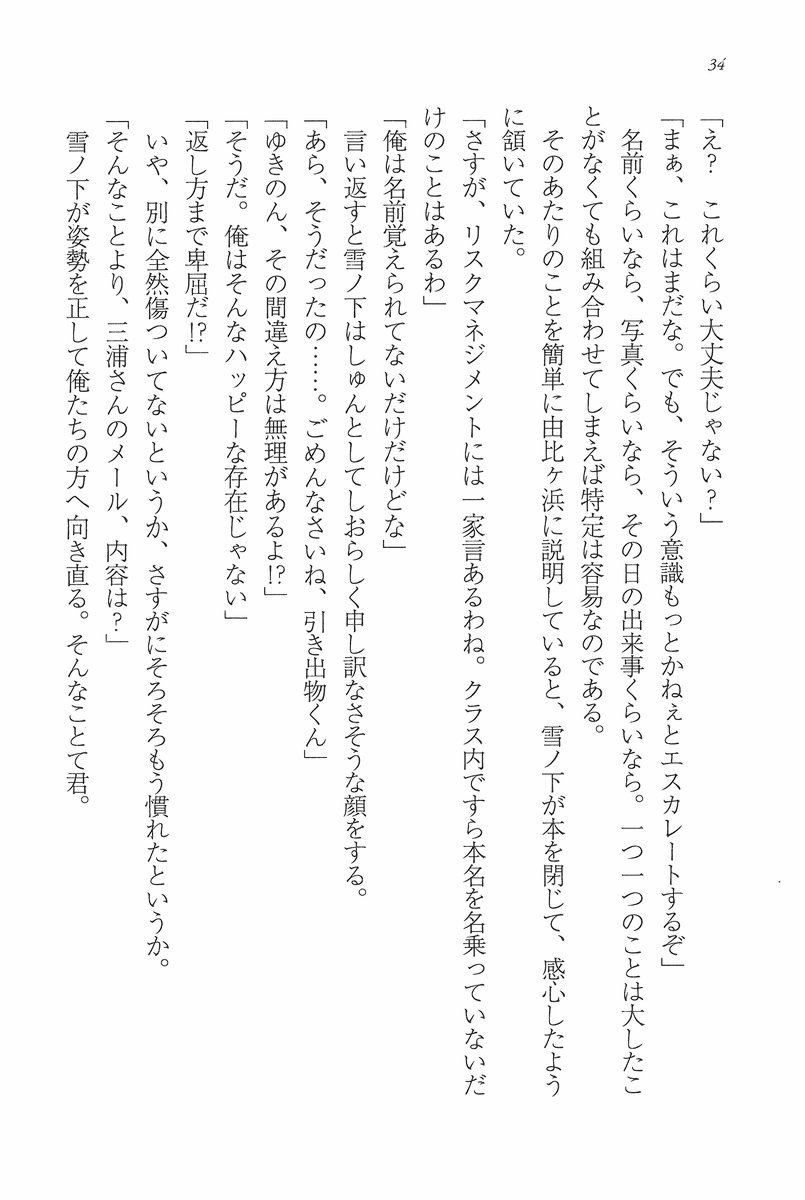 34
「え?　これくらい大丈夫じゃない?」
「まぁ、これはまだな。でも、そういう意識もっとかねぇとエスカレートするぞ」
　名前くらいなら、写真くらいなら、その日の出来事くらいなら。一つ一つのことは大したこ
とがなくても組み合わせてしまえば特定は容易なのである。
　そのあたりのことを簡単に由比ヶ浜に説明していると、雪ノ下が本を閉じて、感心したよう
に頷いていた。
「さすが、リスクマネジメントには一家言あるわね。クラス内ですら本名を名乗っていないだ
けのことはあるわ」
「俺は名前覚えられてないだけだけどな」
　言い返すと雪ノ下はしゅんとしてしおらしく申し訳なさそうな顔をする。
「あら、そうだったの……。ごめんなさいね、引き出物くん」
「ゆきのん、その間違え方は無理があるよ!?」
「そうだ。俺はそんなハッピーな存在じゃない」
「返し方まで卑屈だ!?」
　いや、別に全然傷ついてないというか、さすがにそろそろもう慣れたというか。
「そんなことより、三浦さんのメール、内容は?」
　雪ノ下が姿勢を正して俺たちの方へ向き直る。そんなことて君。